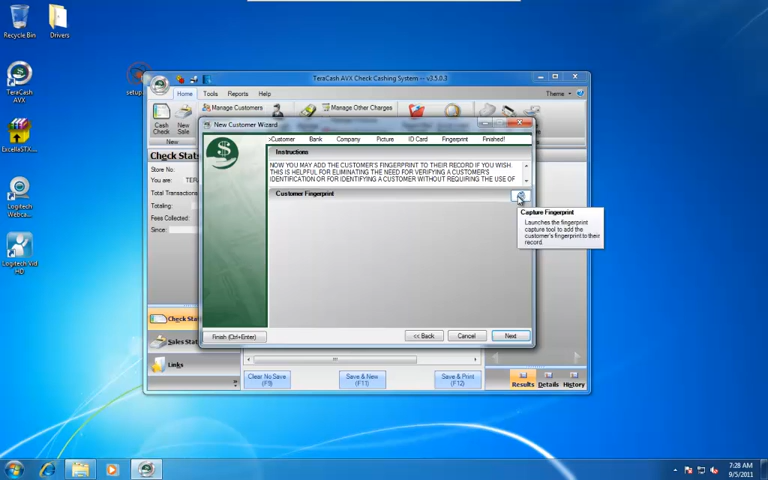 Recycle Bin
Drivers
TeraCash AVX Check Cashing System -- v3.5.0.3
Home Tools Reports Help
Theme
TeraCash
AVX
Cash
Check
New
Sale
New
Manage Customers
Manage Other Charges
New Customer Wizard
>Customer Bank Company Picture ID Card Fingerprint Finished!
Instructions
NOW YOU MAY ADD THE CUSTOMER'S FINGERPRINT TO THEIR RECORD IF YOU WISH.
THIS IS HELPFUL FOR ELIMINATING THE NEED FOR VERIFYING A CUSTOMER'S
IDENTIFICATION OR FOR IDENTIFYING A CUSTOMER WITHOUT REQUIRING THE USE OF
Customer Fingerprint
Capture Fingerprint
Launches the fingerprint
capture tool to add the
customer's fingerprint to their
record.
Check Stat
Store No.
You are: TER
Total Transactions
Totaling:
Fees Collected:
Since:
ExcellaSTX...
Logitech
Webca...
Logitech Vid
HD
Check Stat
Sales Stat
Links
Finish (Ctrl+Enter)
<< Back
Cancel
Next
Clear No Save
(F9)
Save & New
(F11)
Save & Print
(F12)
Results Details History
7:28 AM
9/5/2011